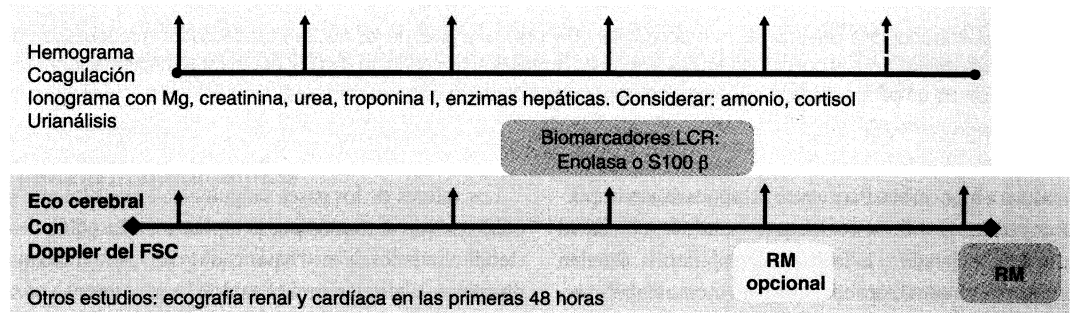 Hemograma
Coagulación
Ionograma con Mg, creatinina, urea, troponina I, enzimas hepáticas. Considerar: amonio, cortisol
Urianálisis
Biomarcadores LCR:
Enolasa o S100 β
Eco cerebral
Con
Doppler del FSC
RM
opcional
RM
Otros estudios: ecografía renal y cardíaca en las primeras 48 horas